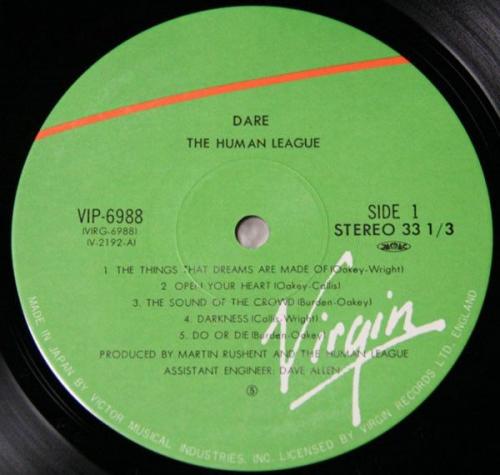 DARE
THE HUMAN LEAGUE
VIP-6988
(VIRG-6988)
(V-2192-A)
SIDE 1
STEREO 33 1/3
JASRAC
1 THE THINGS THAT DREAMS ARE MADE OF(Oakey-Wright)
2 OPEN YOUR HEART(Oakey-Callis)
3 THE SOUND OF THE CROWD(Burden-Oakey)
4 DARKNESS(Callis-Wright)
5 DO OR DIE(Burden-Oakey)
PRODUCED BY MARTIN RUSHENT AND THE HUMAN LEAGUE
ASSISTANT ENGINEER: DAVE ALLEN
Virgin
MADE IN JAPAN BY VICTOR MUSICAL INDUSTRIES, INC. LICENSED BY VIRGIN RECORDS LTD. ENGLAND